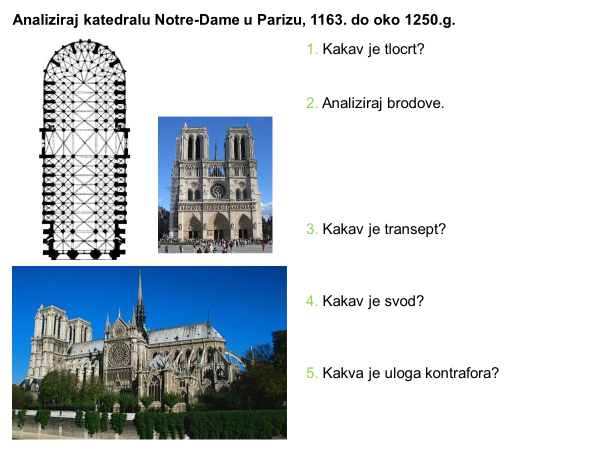 Analiziraj katedralu Notre-Dame u Parizu, 1163. do oko 1250.g.
1. Kakav je tlocrt?
2. Analiziraj brodove.
3. Kakav je transept?
4. Kakav je svod?
5. Kakva je uloga kontrafora?